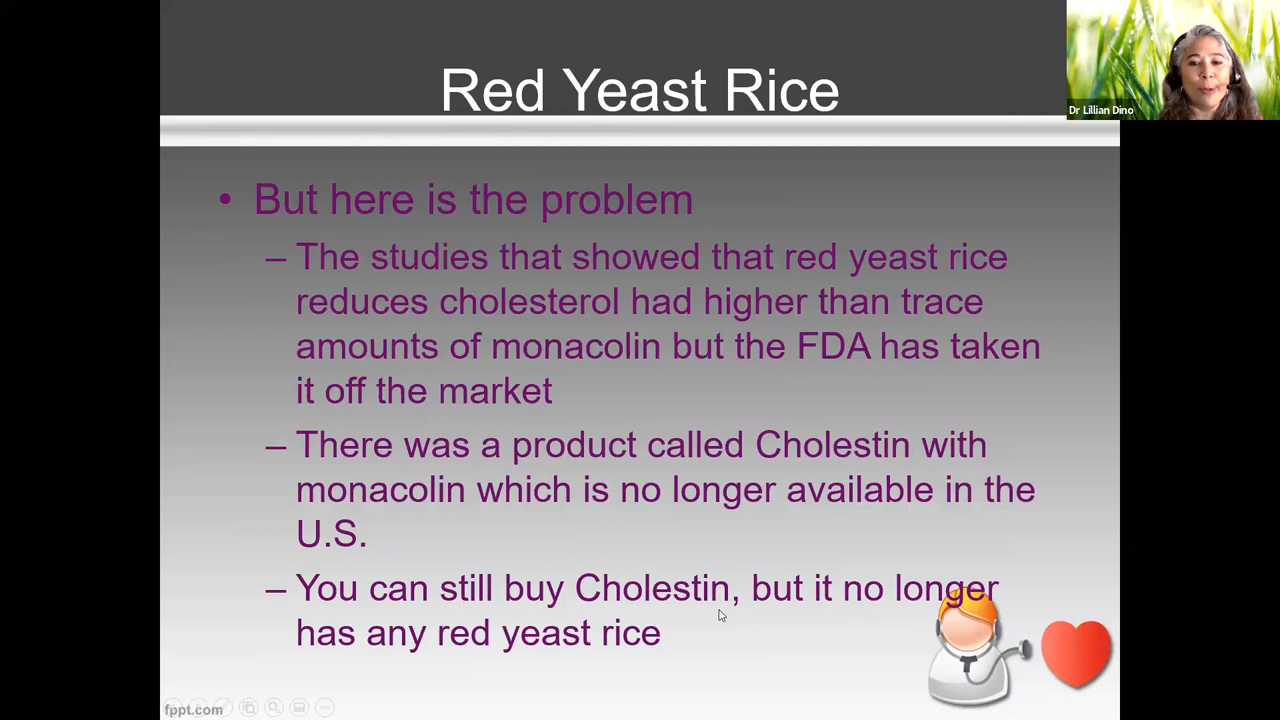 Red Yeast Rice
Dr Lillian Dino
• But here is the problem
– The studies that showed that red yeast rice
reduces cholesterol had higher than trace
amounts of monacolin but the FDA has taken
it off the market
– There was a product called Cholestin with
monacolin which is no longer available in the
U.S.
– You can still buy Cholestin, but it no longer
has any red yeast rice
fppt.com